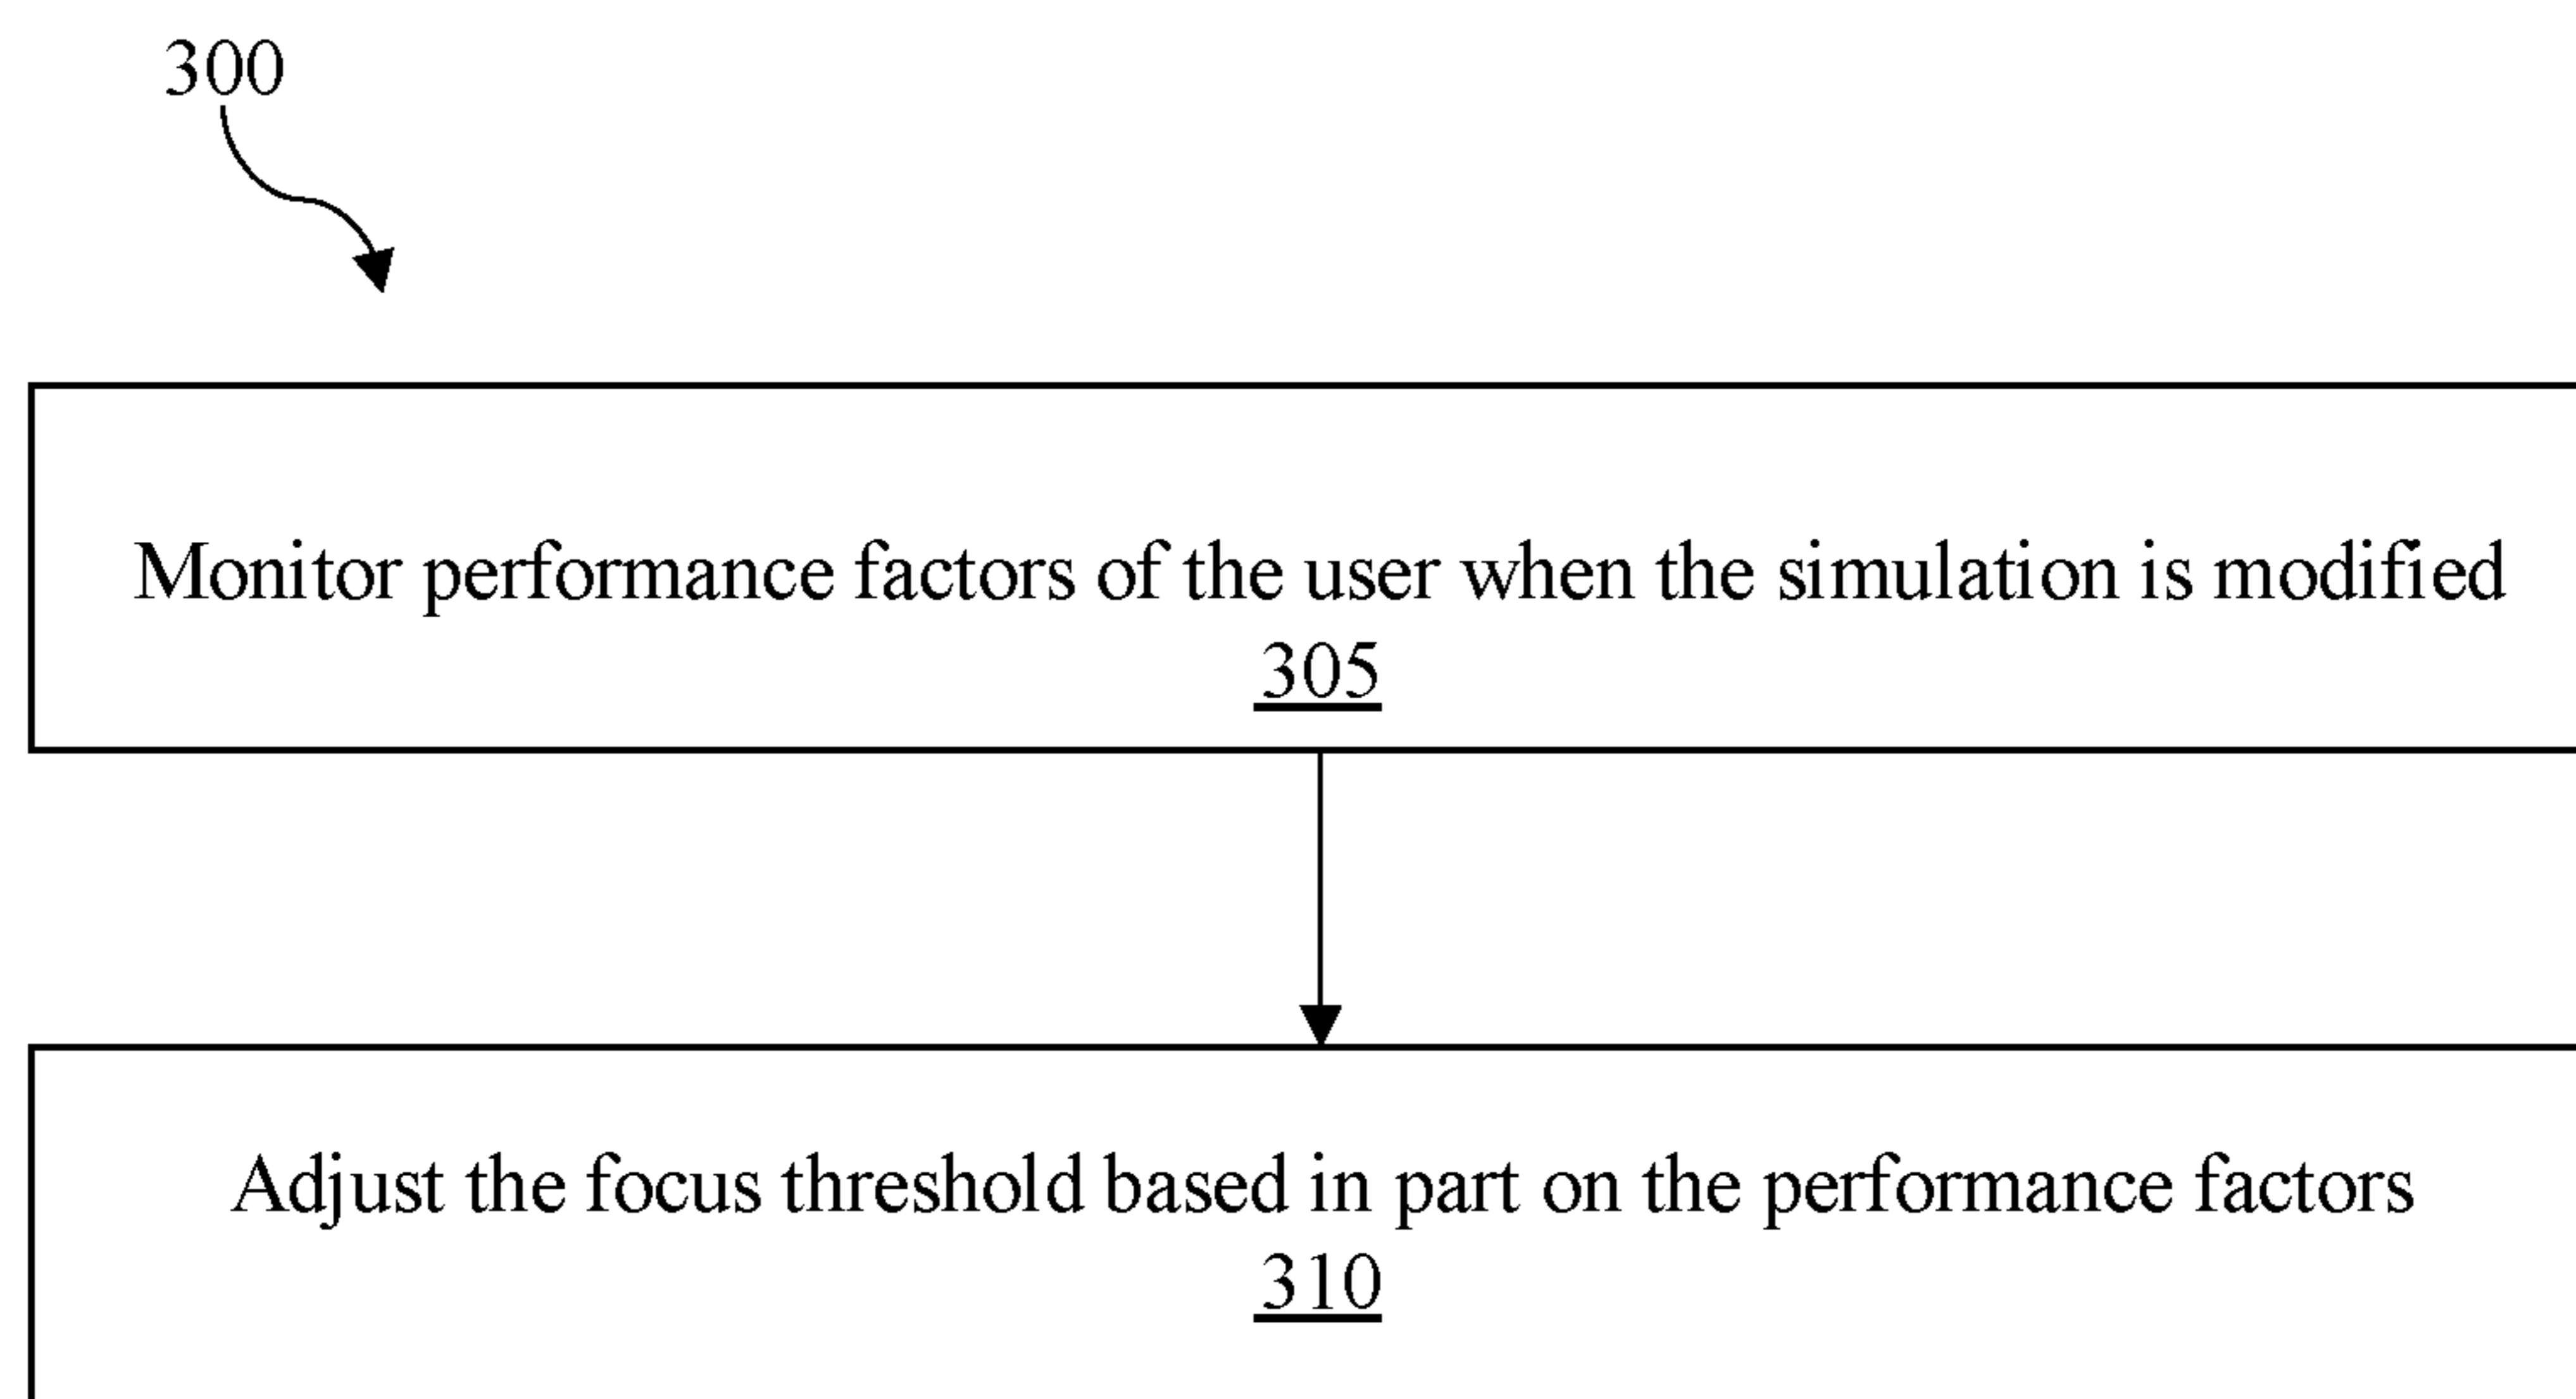 300
Monitor performance factors of the user when the simulation is modified
305
Adjust the focus threshold based in part on the performance factors
310